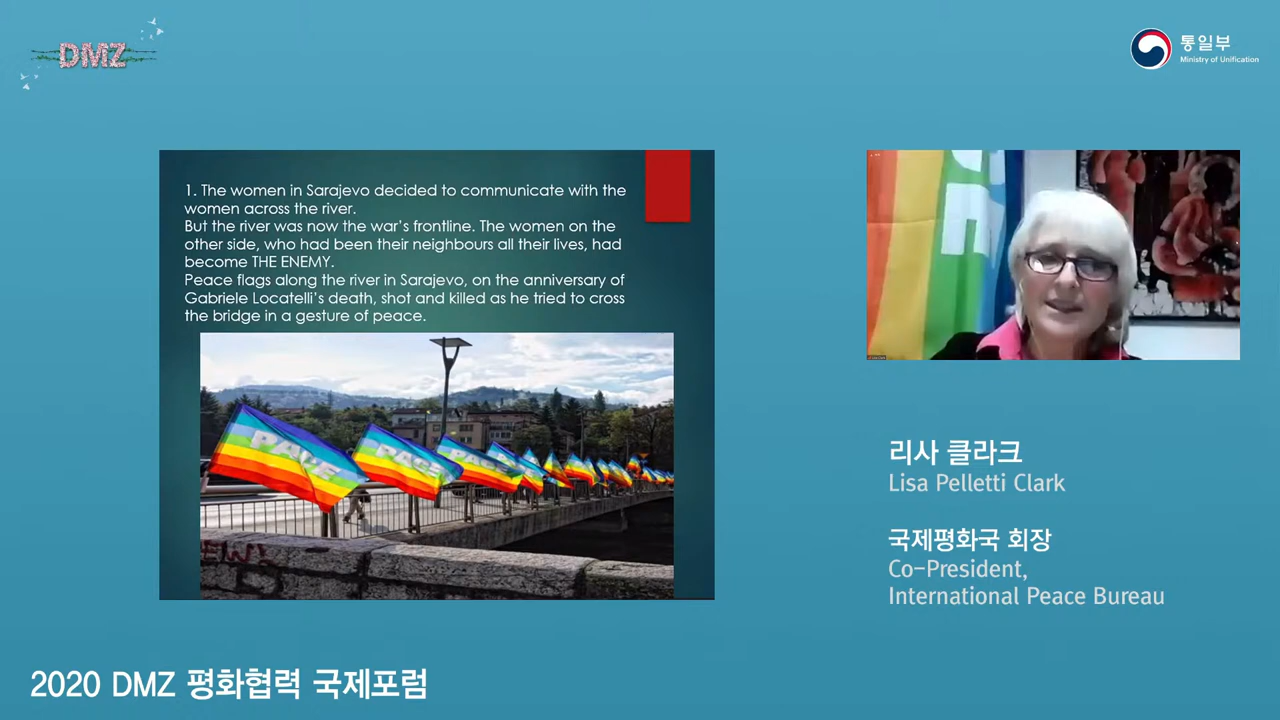 DMZ
통일부
Ministry of Unification
1. The women in Sarajevo decided to communicate with the
women across the river.
But the river was now the war's frontline. The women on the
other side, who had been their neighbours all their lives, had
become THE ENEMY.
Peace flags along the river in Sarajevo, on the anniversary of
Gabriele Locatelli's death, shot and killed as he tried to cross
the bridge in a gesture of peace.
PACE
PACE
리사 클라크
Lisa Pelletti Clark
국제평화국 회장
Co-President,
International Peace Bureau
2020 DMZ 평화협력 국제포럼